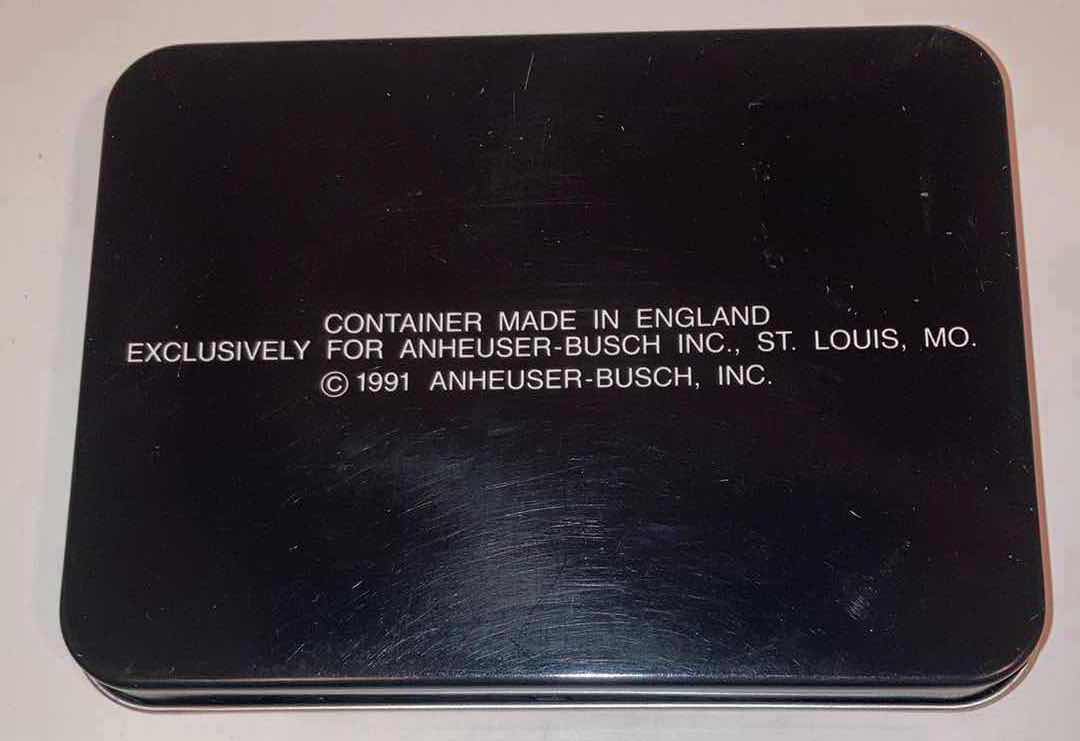 CONTAINER MADE IN ENGLAND
EXCLUSIVELY FOR ANHEUSER-BUSCH INC., ST. LOUIS, MO.
© 1991 ANHEUSER-BUSCH, INC.